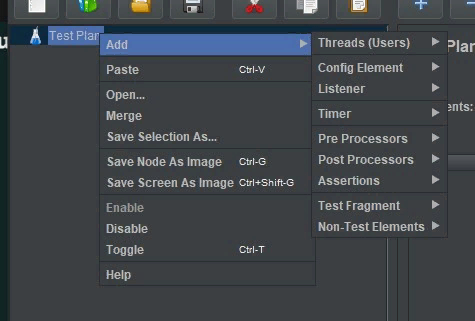 Test Plan
Add
Paste Ctrl-V
Open...
Merge
Save Selection As...
Save Node As Image Ctrl-G
Save Screen As Image Ctrl+Shift-G
Enable
Disable
Toggle Ctrl-T
Help
Threads (Users)
Config Element
Listener
Timer
Pre Processors
Post Processors
Assertions
Test Fragment
Non-Test Elements
Plan
ents: